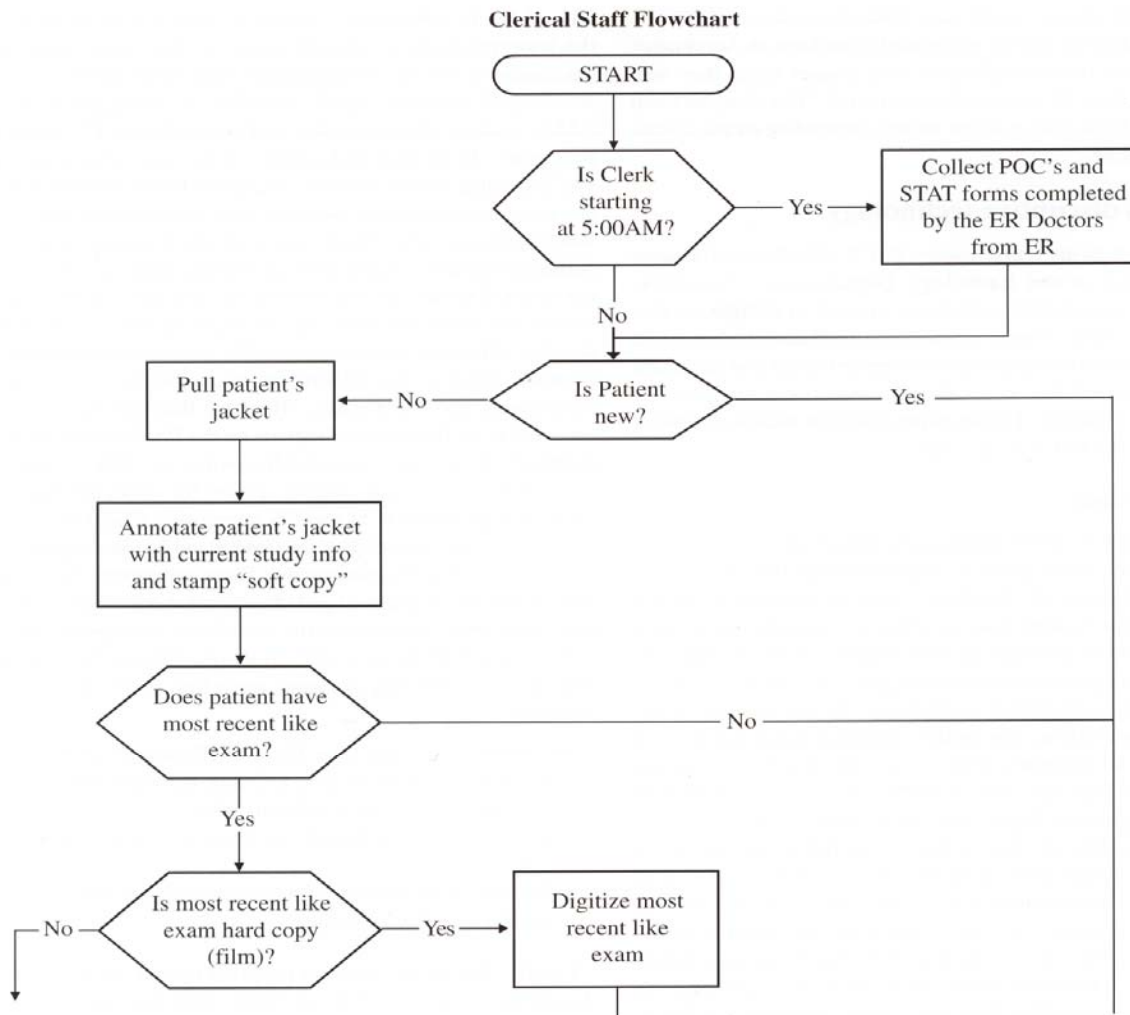 Clerical Staff Flowchart
START
Is Clerk
starting
at 5:00AM?
Yes
Collect POC's and
STAT forms completed
by the ER Doctors
from ER
No
Is Patient
new?
No
Yes
Pull patient's
jacket
Annotate patient's jacket
with current study info
and stamp “soft copy”
Does patient have
most recent like
exam?
No
Yes
Is most recent like
exam hard copy
(film)?
No
Yes
Digitize most
recent like
exam